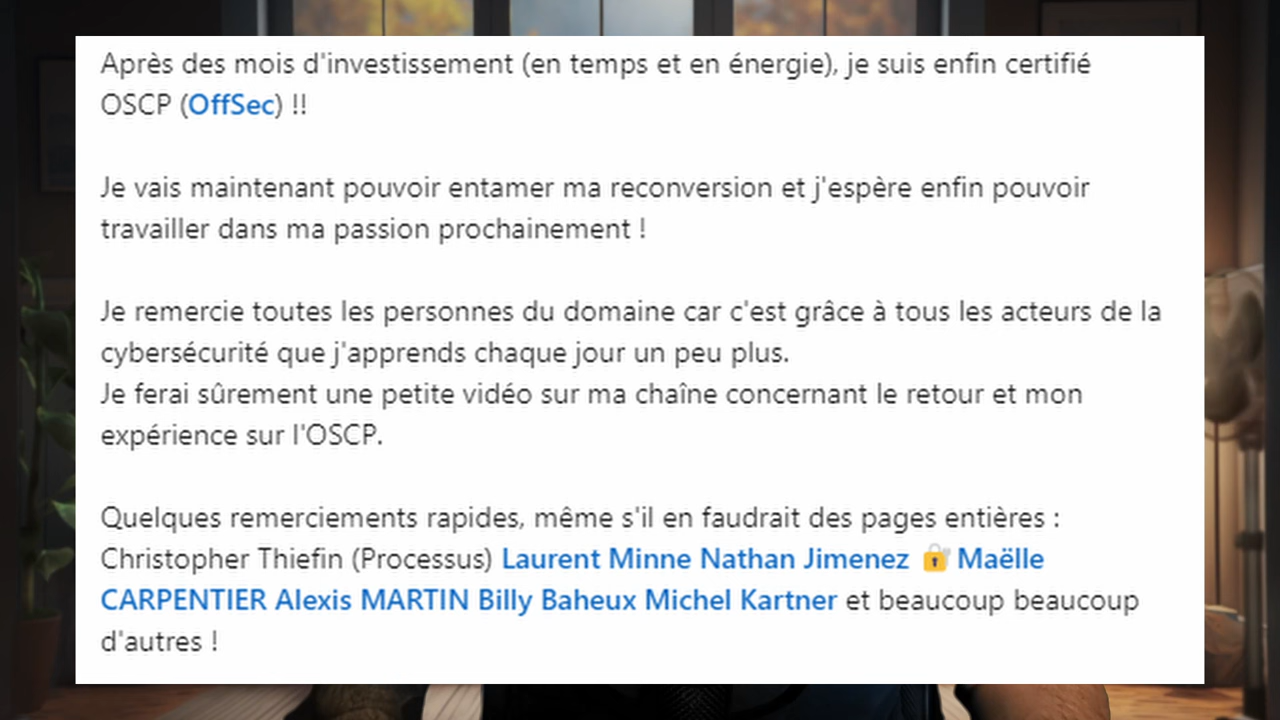 Après des mois d'investissement (en temps et en énergie), je suis enfin certifié
OSCP (OffSec) !!
Je vais maintenant pouvoir entamer ma reconversion et j'espère enfin pouvoir
travailler dans ma passion prochainement !
Je remercie toutes les personnes du domaine car c'est grâce à tous les acteurs de la
cybersécurité que j'apprends chaque jour un peu plus.
Je ferai sûrement une petite vidéo sur ma chaîne concernant le retour et mon
expérience sur l'OSCP.
Quelques remerciements rapides, même s'il en faudrait des pages entières :
Christopher Thiefin (Processus) Laurent Minne Nathan Jimenez 🔐 Maëlle
CARPENTIER Alexis MARTIN Billy Baheux Michel Kartner et beaucoup beaucoup
d'autres !